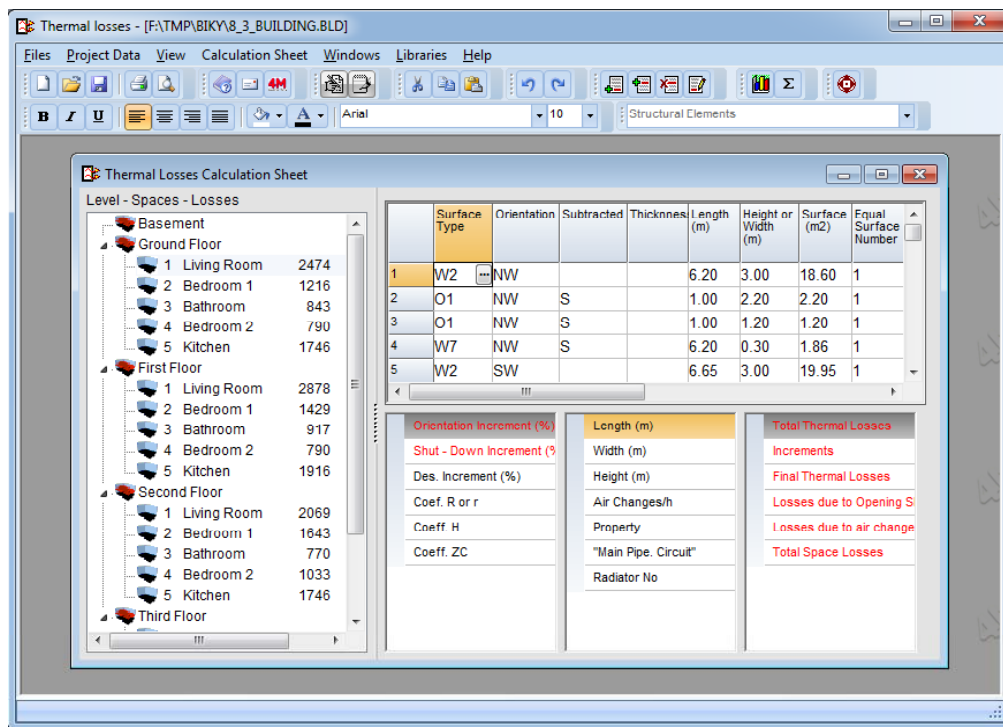 Thermal losses - [F:\TMP\BIKY\8_3_BUILDING.BLD]
Files Project Data View Calculation Sheet Windows Libraries Help
4M Σ
B I U A Arial 10 Structural Elements
Thermal Losses Calculation Sheet
Level - Spaces - Losses
Basement
Ground Floor
1 Living Room 2474
2 Bedroom 1 1216
3 Bathroom 843
4 Bedroom 2 790
5 Kitchen 1746
First Floor
1 Living Room 2878
2 Bedroom 1 1429
3 Bathroom 917
4 Bedroom 2 790
5 Kitchen 1916
Second Floor
1 Living Room 2069
2 Bedroom 1 1643
3 Bathroom 770
4 Bedroom 2 1033
5 Kitchen 1746
Third Floor
Surface Type Orientation Subtracted Thicknnes Length (m) Height or Width (m) Surface (m2) Equal Surface Number
1 W2 ... NW 6.20 3.00 18.60 1
2 O1 NW S 1.00 2.20 2.20 1
3 O1 NW S 1.00 1.20 1.20 1
4 W7 NW S 6.20 0.30 1.86 1
5 W2 SW 6.65 3.00 19.95 1
Orientation Increment (%)
Shut - Down Increment (%
Des. Increment (%)
Coef. R or r
Coeff. H
Coeff. ZC
Length (m)
Width (m)
Height (m)
Air Changes/h
Property
"Main Pipe. Circuit"
Radiator No
Total Thermal Losses
Increments
Final Thermal Losses
Losses due to Opening S
Losses due to air change
Total Space Losses